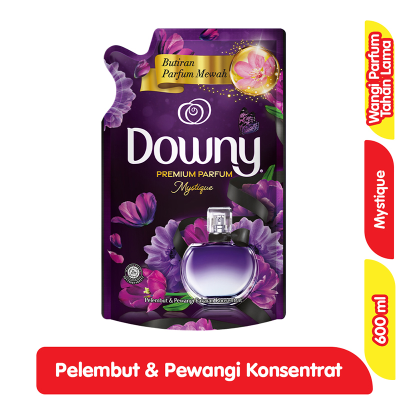 Butiran
Parfum Mewah
Downy
PREMIUM PARFUM
Mystique
Pelembut & Pewangi
Konsentrat
Wangi Parfum
Tahan Lama
Mystique
600 ml
Pelembut & Pewangi Konsentrat